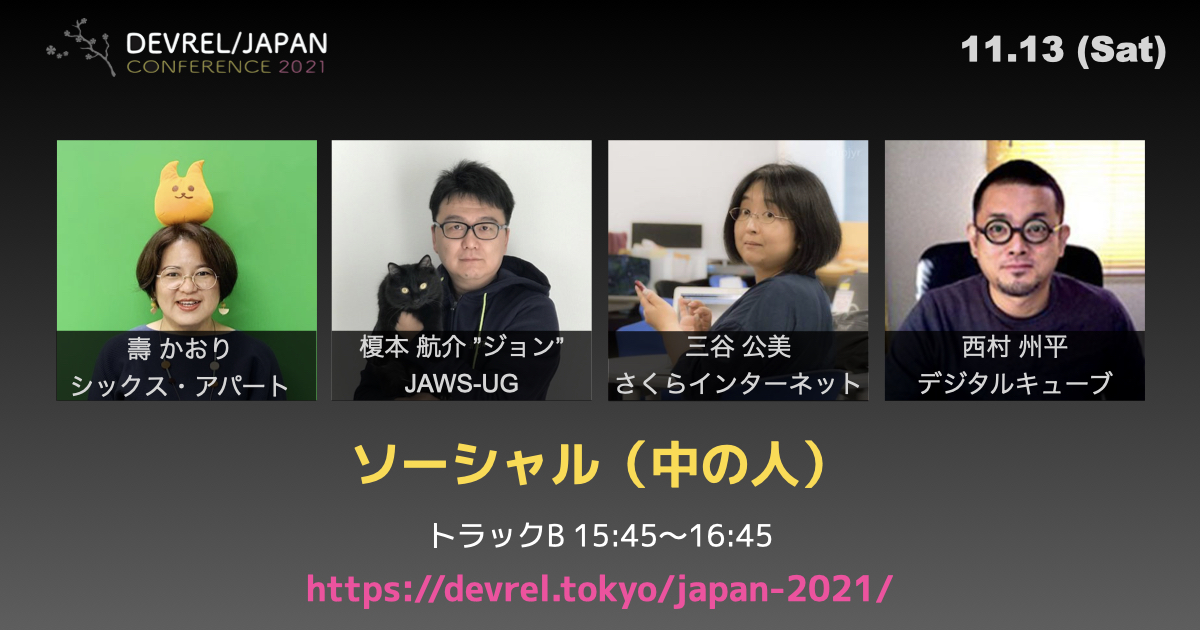 DEVREL/JAPAN
CONFERENCE 2021
11.13 (Sat)
壽 かおり
シックス・アパート
榎本 航介 ”ジョン”
JAWS-UG
三谷 公美
さくらインターネット
西村 州平
デジタルキューブ
ソーシャル（中の人）
トラックB 15:45〜16:45
https://devrel.tokyo/japan-2021/